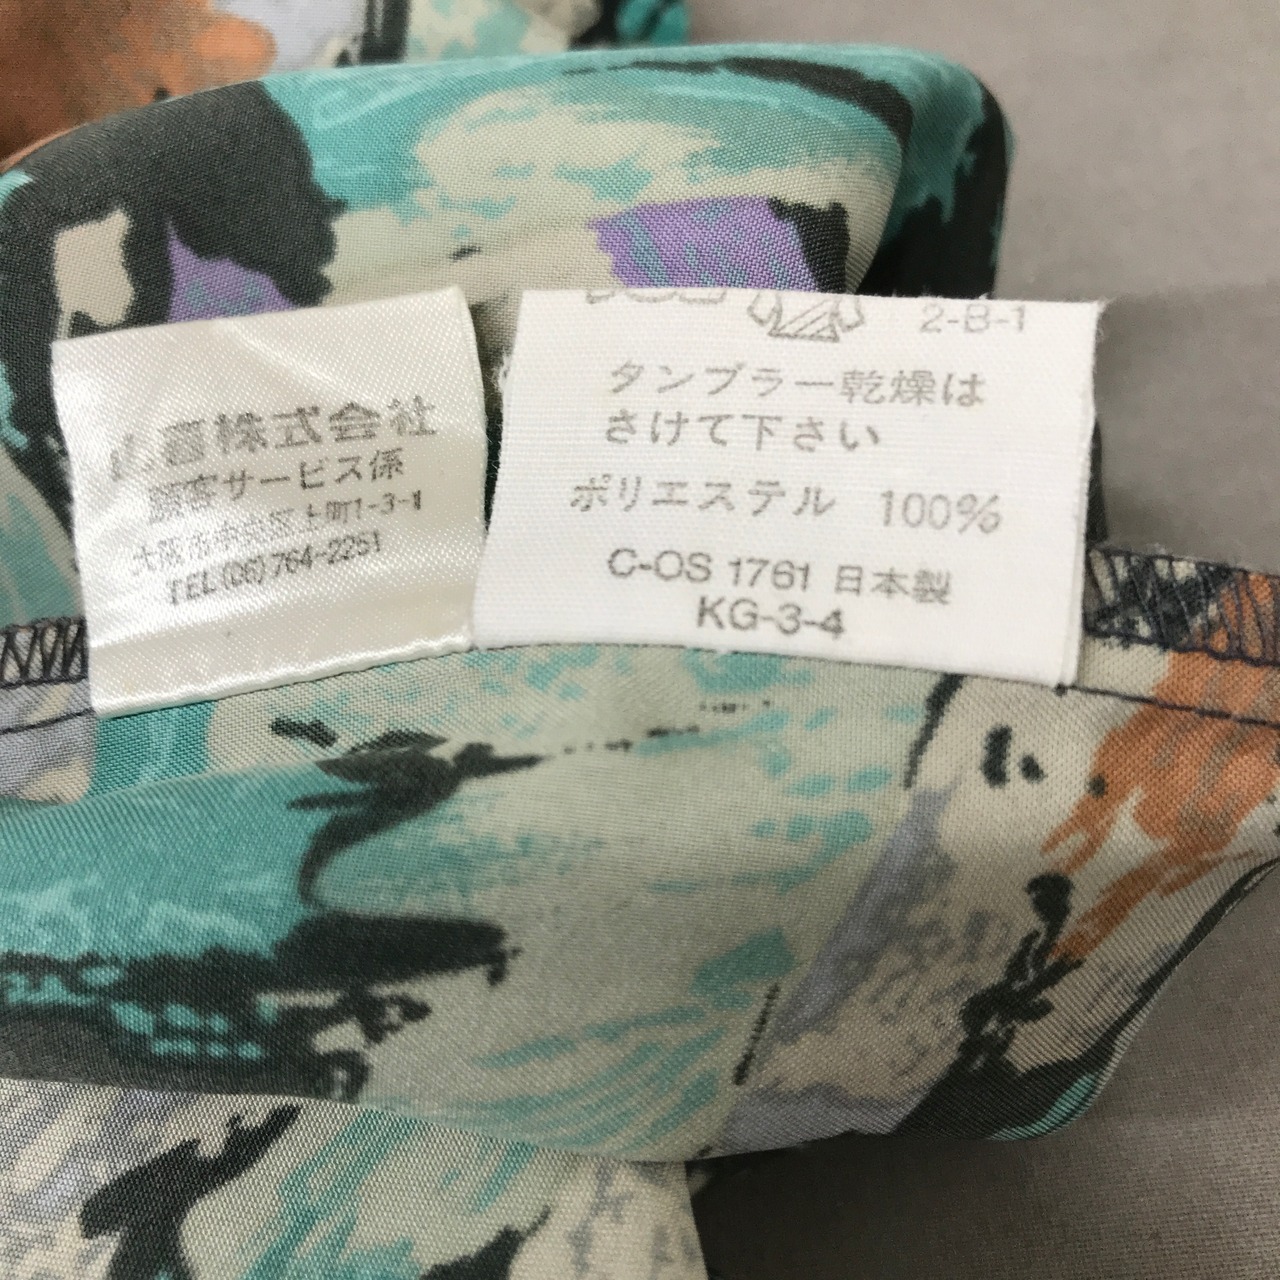 喜株式会社
顧客サービス係
大阪市中央区上町1-3-1
TEL(06)764-2251
2-B-1
タンブラー乾燥は
さけて下さい
ポリエステル 100%
C-OS 1761 日本製
KG-3-4